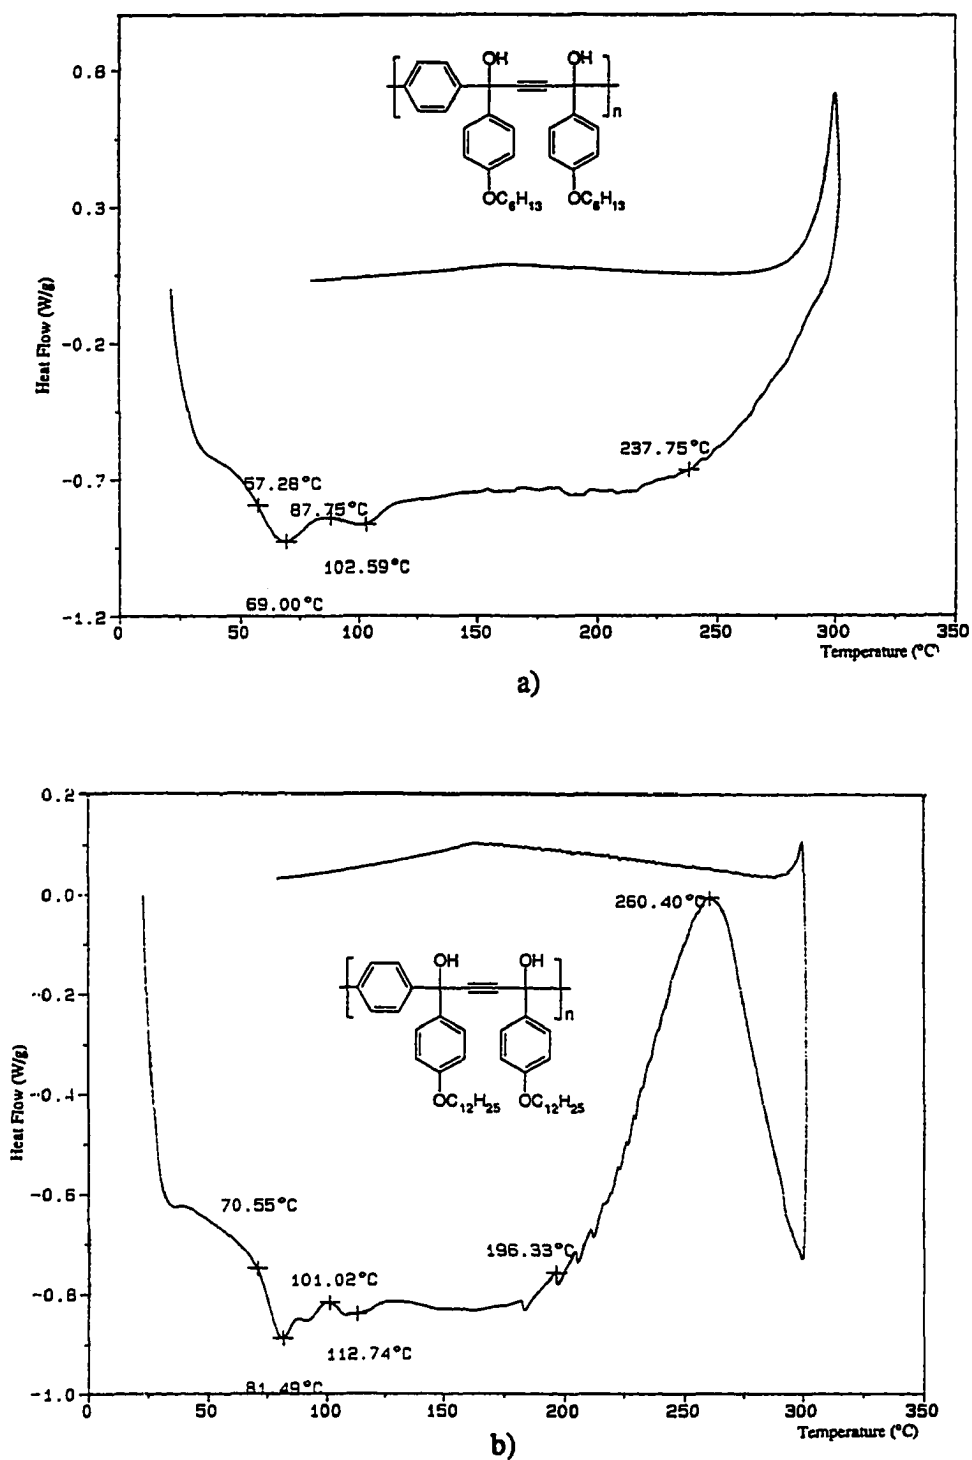 0.8
0.3
-0.2
-0.7
-1.2
Heat Flow (W/g)
OH OH
n
OC6H13 OC6H13
57.28°C
87.75°C
102.59°C
69.00°C
237.75°C
0 50 100 150 200 250 300 350
Temperature (°C)
a)
0.2
0.0
-0.2
-0.4
-0.6
-0.8
-1.0
Heat Flow (W/g)
260.40°C
OH OH
n
OC12H25 OC12H25
70.55°C
101.02°C
112.74°C
81.49°C
196.33°C
0 50 100 150 200 250 300 350
Temperature (°C)
b)